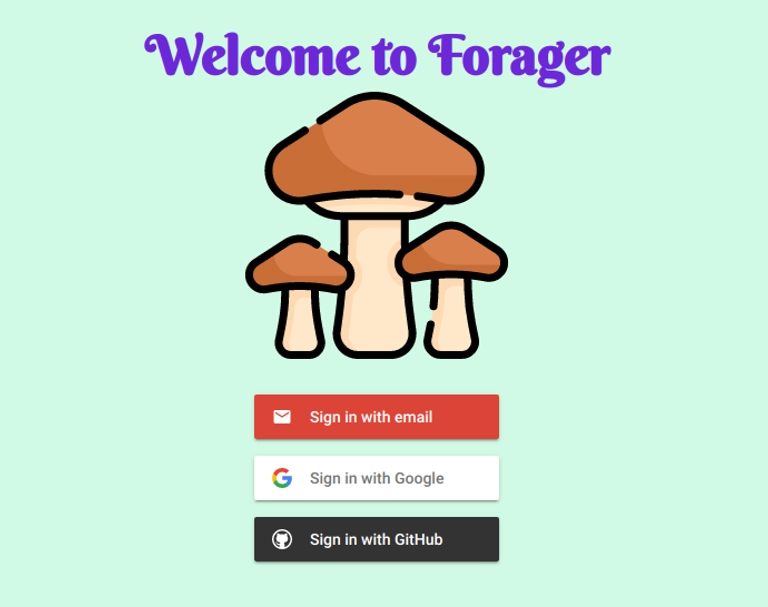 Welcome to Forager
Sign in with email
Sign in with Google
Sign in with GitHub